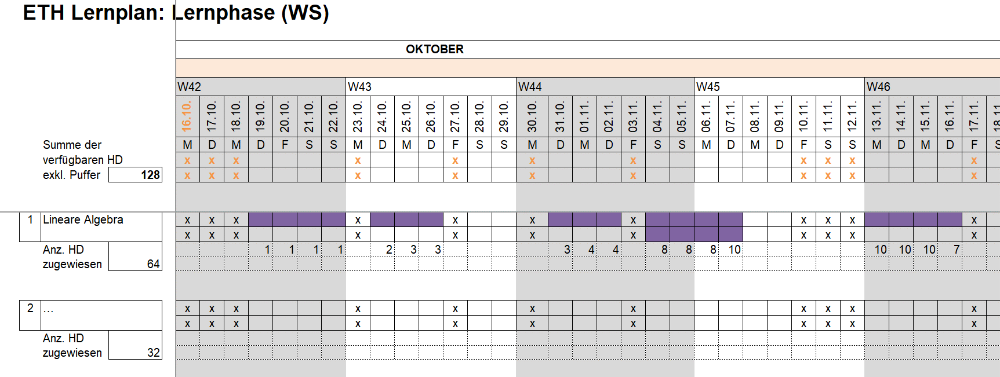 ETH Lernplan: Lernphase (WS)
OKTOBER
W42 W43 W44 W45 W46
16.10. 17.10. 18.10. 19.10. 20.10. 21.10. 22.10. 23.10. 24.10. 25.10. 26.10. 27.10. 28.10. 29.10. 30.10. 31.10. 01.11. 02.11. 03.11. 04.11. 05.11. 06.11. 07.11. 08.11. 09.11. 10.11. 11.11. 12.11. 13.11. 14.11. 15.11. 16.11. 17.11.
Summe der M D M D F S S M D M D F S S M D M D F S S M D M D F S S M D M D F S
verfügbaren HD x x x x x x x x x x x
exkl. Puffer 128 x x x x x x x x x x x
1 Lineare Algebra x x x x x x x x x x x
x x x x x x x x x x x
Anz. HD 1 1 1 1 2 3 3 3 4 4 8 8 8 10 10 10 10 7
zugewiesen 64
2 ... x x x x x x x x x x x
x x x x x x x x x x x
Anz. HD
zugewiesen 32